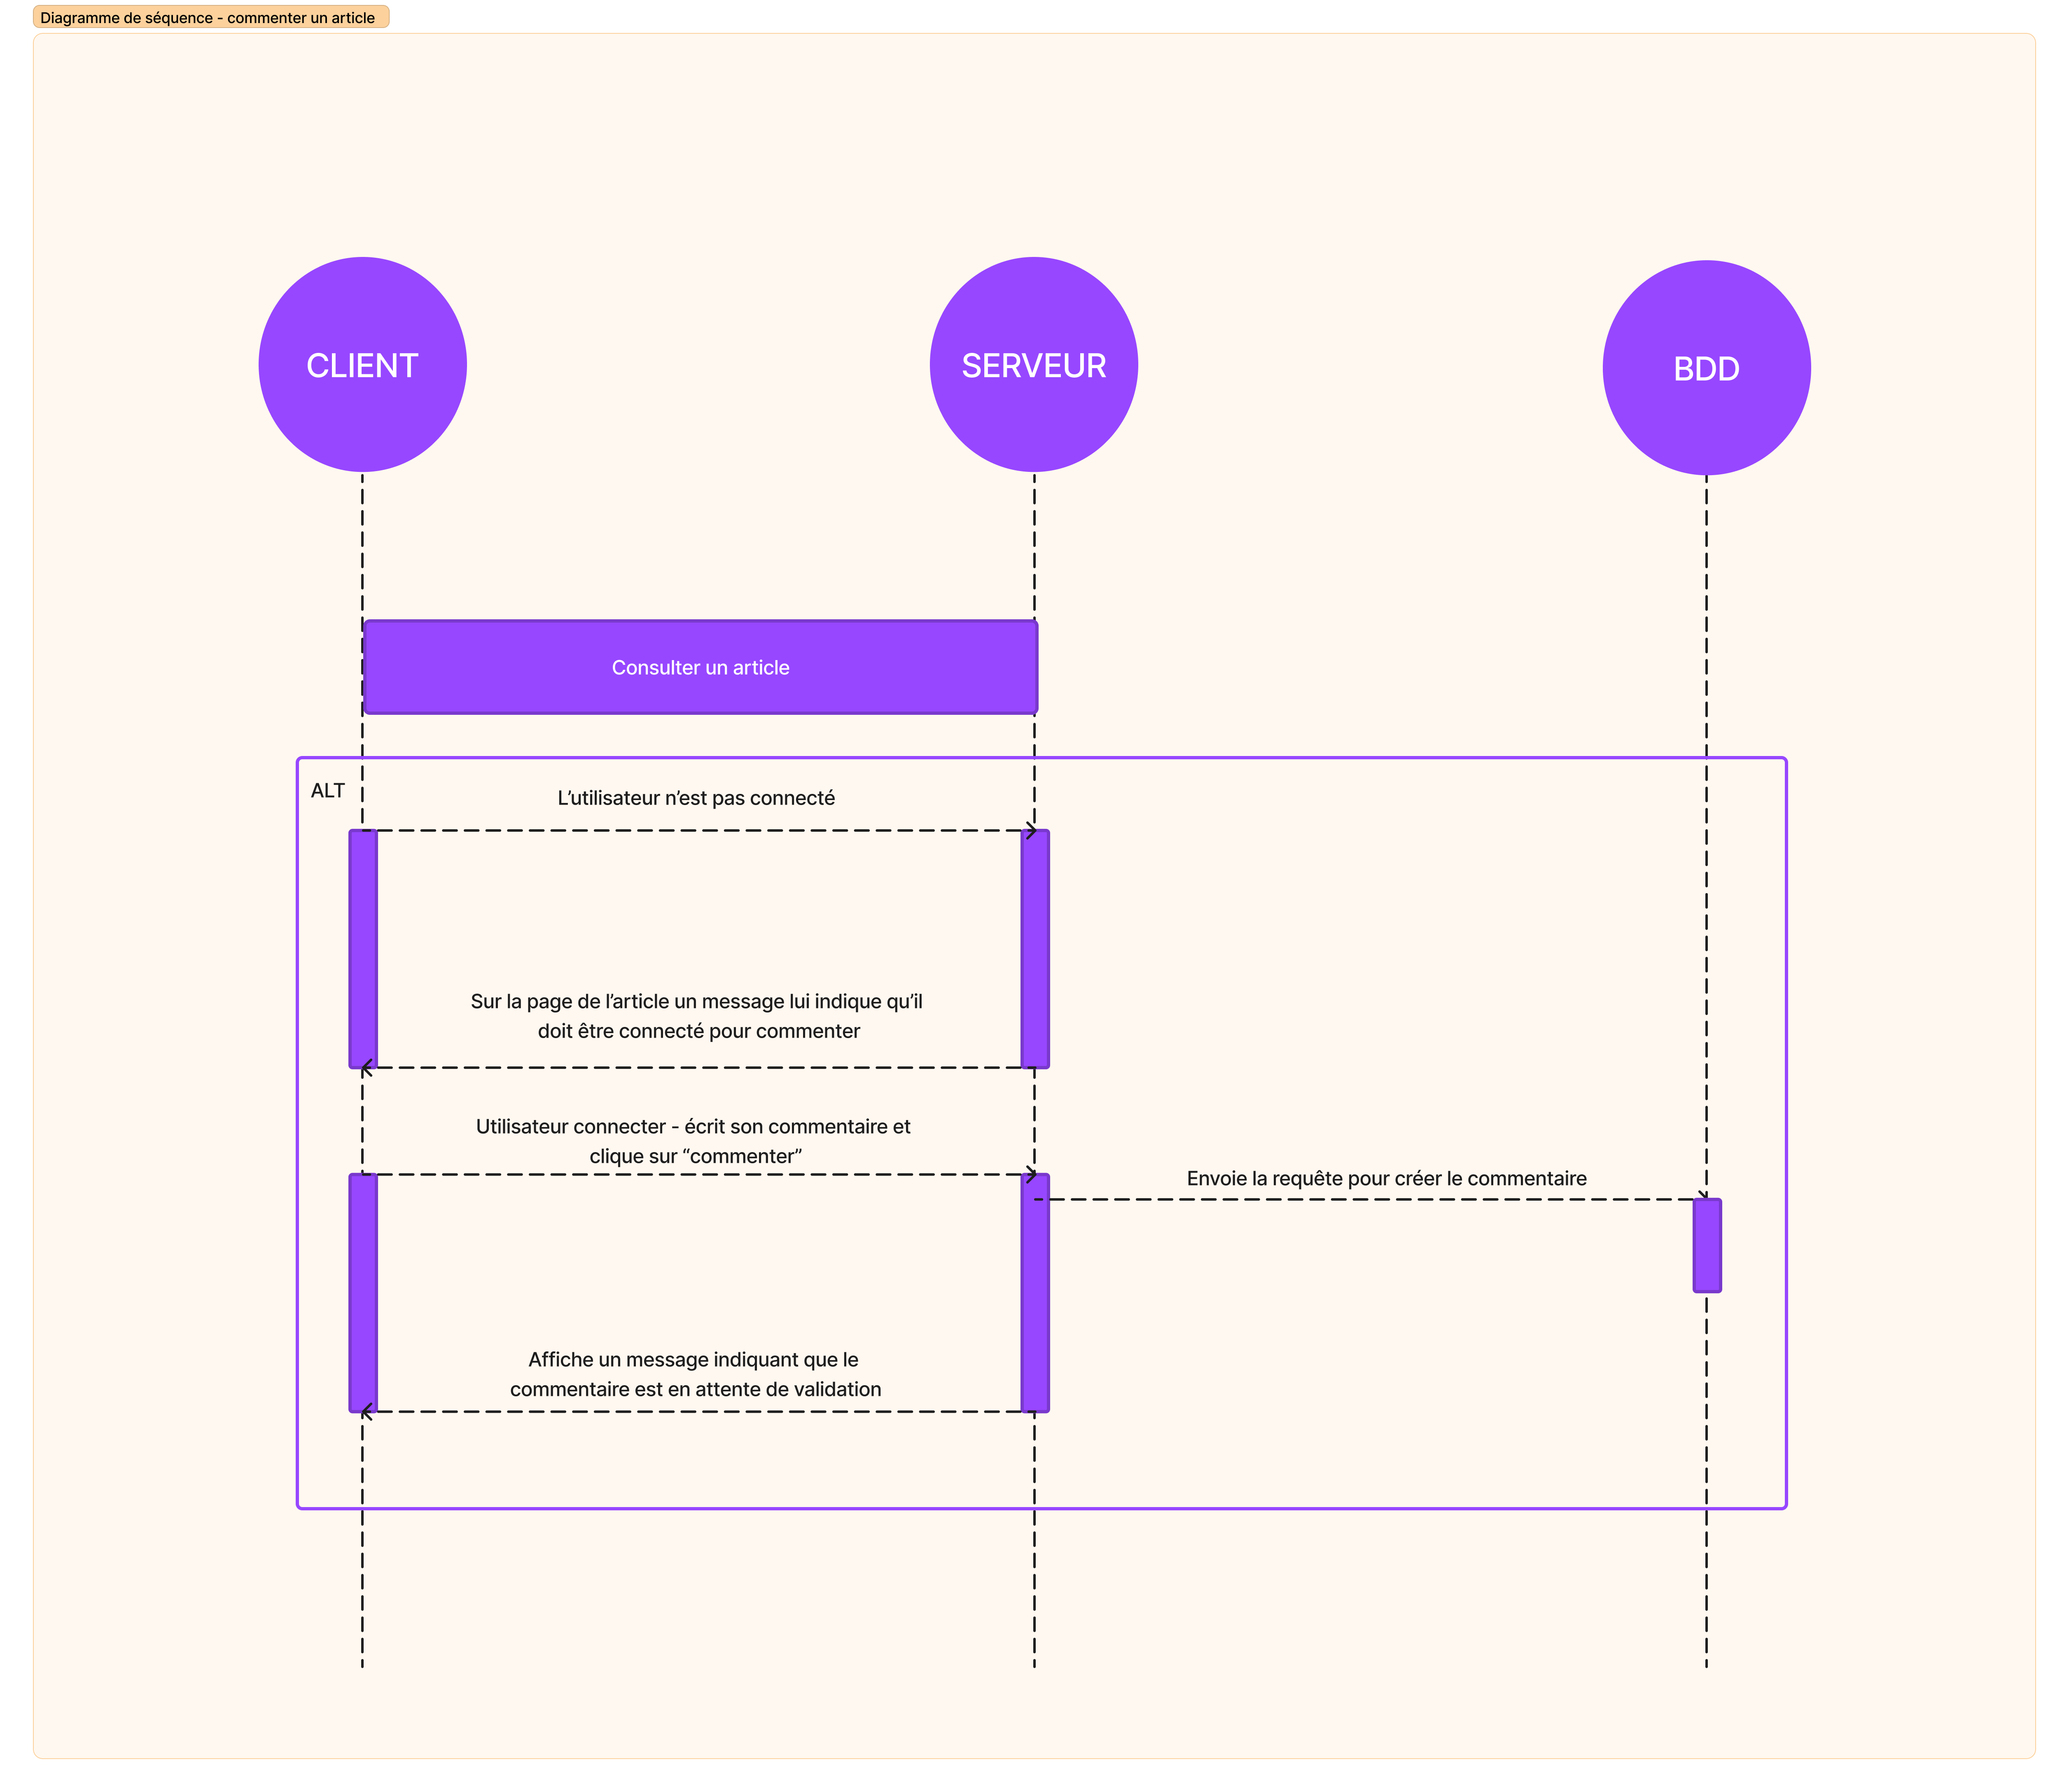 Diagramme de séquence - commenter un article
CLIENT
SERVEUR
BDD
Consulter un article
ALT
L’utilisateur n’est pas connecté
Sur la page de l’article un message lui indique qu’il
doit être connecté pour commenter
Utilisateur connecter - écrit son commentaire et
clique sur “commenter”
Envoie la requête pour créer le commentaire
Affiche un message indiquant que le
commentaire est en attente de validation